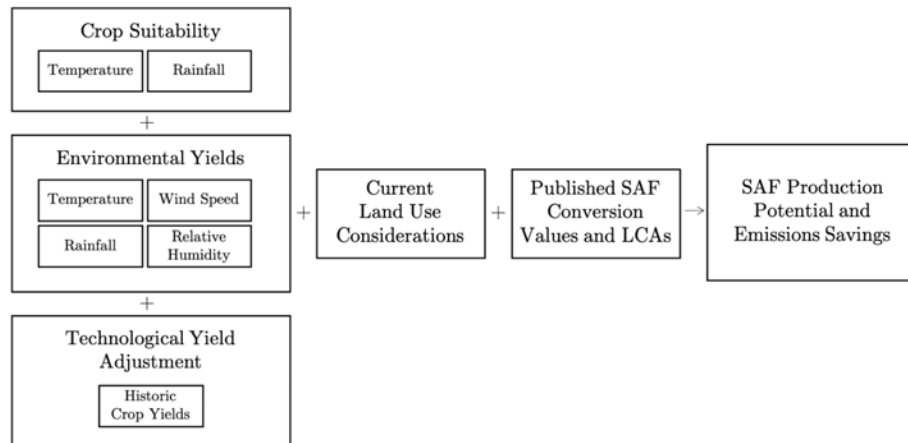 Crop Suitability
Temperature
Rainfall
+
Environmental Yields
Temperature
Wind Speed
Rainfall
Relative
Humidity
+
Technological Yield
Adjustment
Historic
Crop Yields
+
Current
Land Use
Considerations
+
Published SAF
Conversion
Values and LCAs
→
SAF Production
Potential and
Emissions Savings